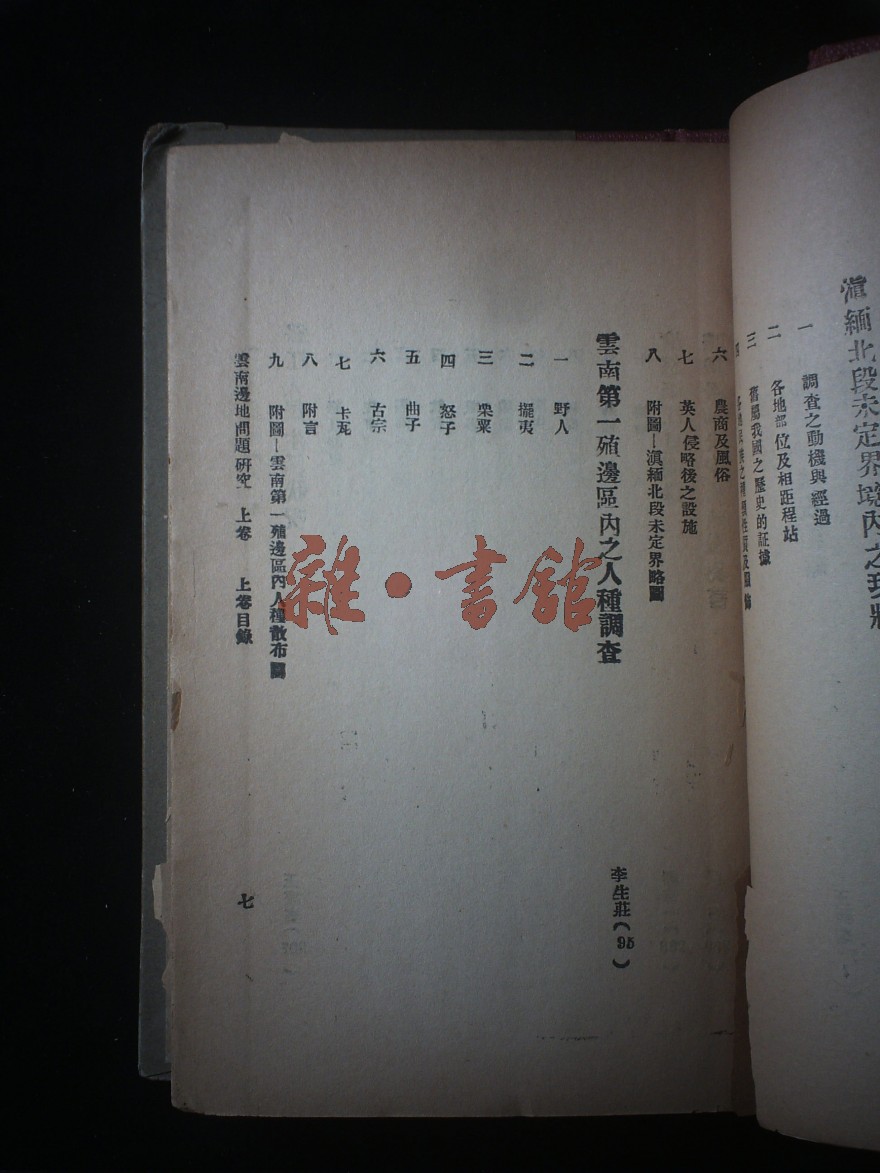 滇緬北段未定界境內之現狀
一 調查之動機與經過
二 各地部位及相距程站
三 舊屬我國之歷史的証據
四
六 農商及風俗
七 英人侵略後之設施
八 附圖—滇緬北段未定界略圖
雲南第一殖邊區內之人種調查 李生莊(95)
一 野人
二 擺夷
三 栗粟
四 怒子
五 曲子
六 古宗
七 卡瓦
八 附言
九 附圖—雲南第一殖邊區內人種散布圖
雲南邊地問題研究 上卷 上卷目錄 七
雜·書館